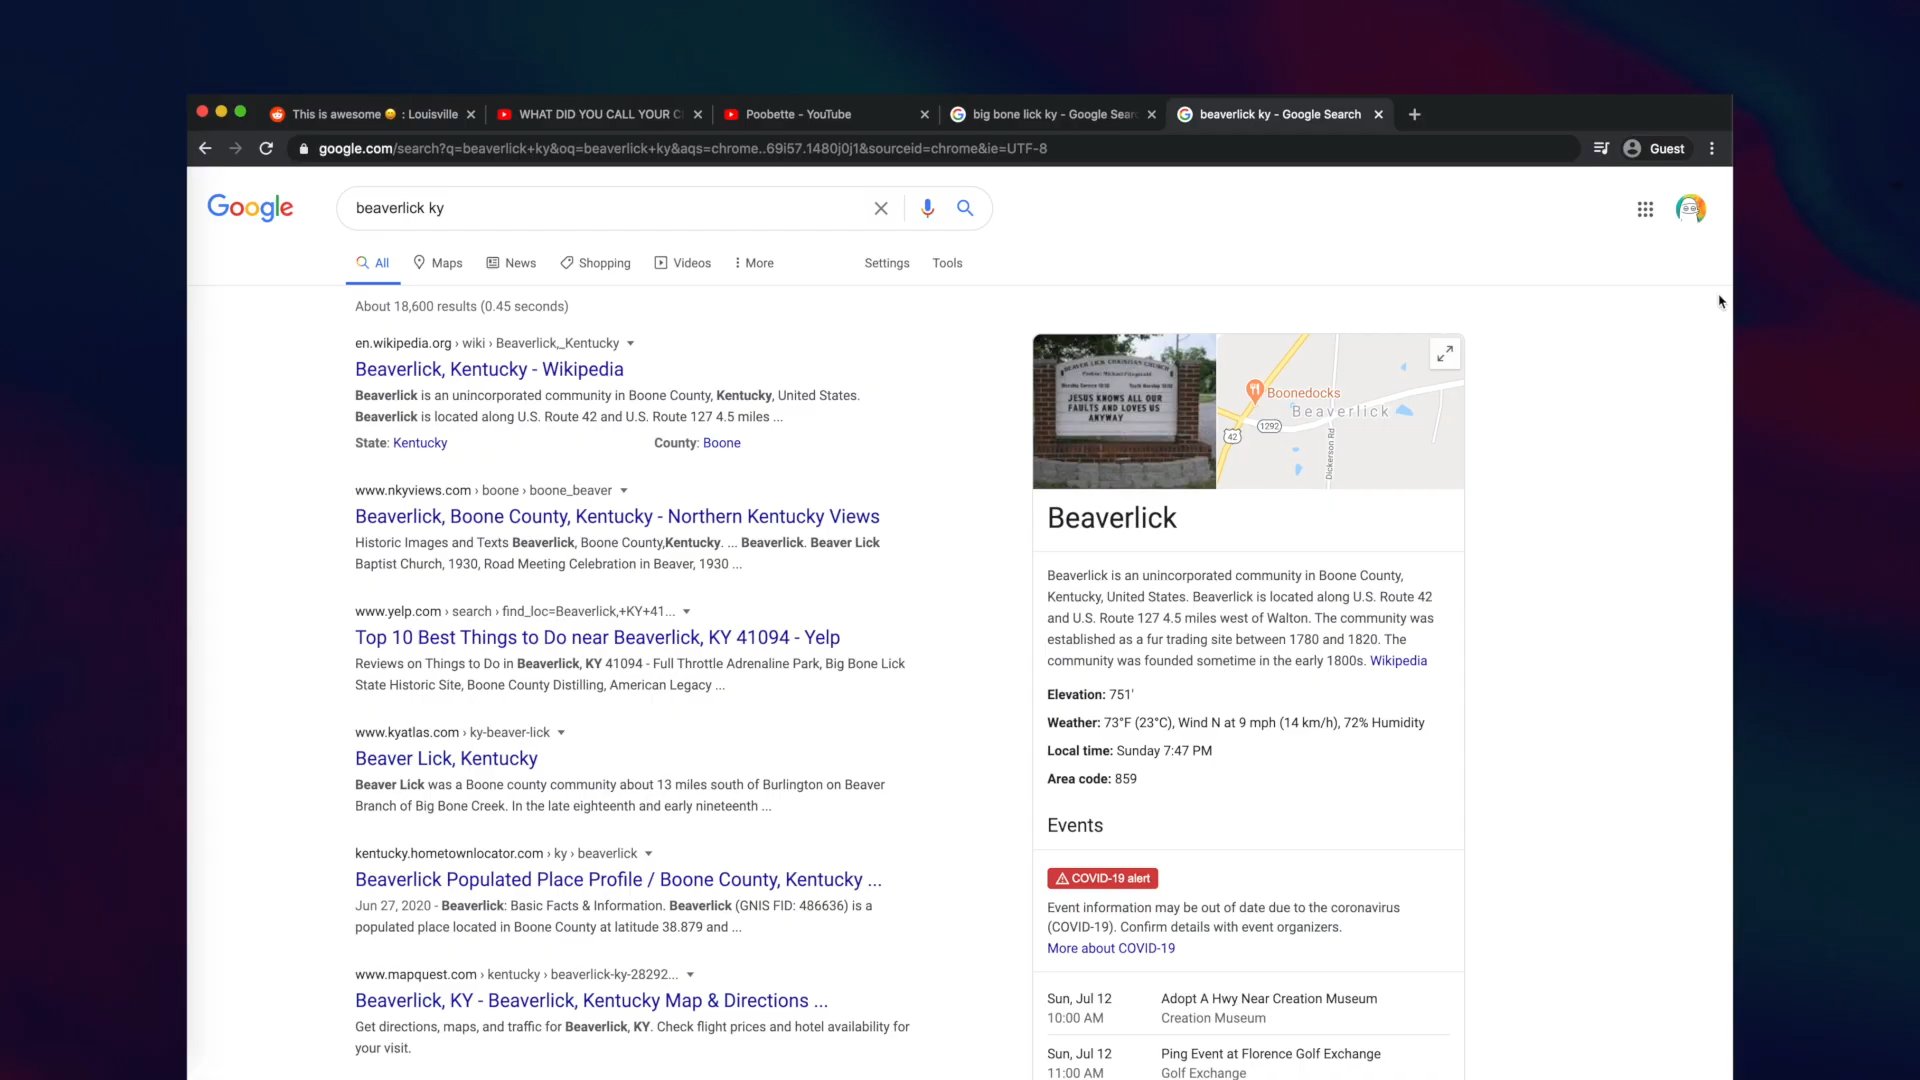 This is awesome 😀 : Louisville
WHAT DID YOU CALL YOUR C
Poobette - YouTube
big bone lick ky - Google Sear
beaverlick ky - Google Search
google.com/search?q=beaverlick+ky&oq=beaverlick+ky&aqs=chrome..69i57.1480j0j1&sourceid=chrome&ie=UTF-8
Guest
Google
beaverlick ky
All
Maps
News
Shopping
Videos
More
Settings
Tools
About 18,600 results (0.45 seconds)
en.wikipedia.org › wiki › Beaverlick,_Kentucky
Beaverlick, Kentucky - Wikipedia
Beaverlick is an unincorporated community in Boone County, Kentucky, United States.
Beaverlick is located along U.S. Route 42 and U.S. Route 127 4.5 miles ...
State: Kentucky
County: Boone
www.nkyviews.com › boone › boone_beaver
Beaverlick, Boone County, Kentucky - Northern Kentucky Views
Historic Images and Texts Beaverlick, Boone County,Kentucky. ... Beaverlick. Beaver Lick
Baptist Church, 1930, Road Meeting Celebration in Beaver, 1930 ...
www.yelp.com › search › find_loc=Beaverlick,+KY+41...
Top 10 Best Things to Do near Beaverlick, KY 41094 - Yelp
Reviews on Things to Do in Beaverlick, KY 41094 - Full Throttle Adrenaline Park, Big Bone Lick
State Historic Site, Boone County Distilling, American Legacy ...
www.kyatlas.com › ky-beaver-lick
Beaver Lick, Kentucky
Beaver Lick was a Boone county community about 13 miles south of Burlington on Beaver
Branch of Big Bone Creek. In the late eighteenth and early nineteenth ...
kentucky.hometownlocator.com › ky › beaverlick
Beaverlick Populated Place Profile / Boone County, Kentucky ...
Jun 27, 2020 - Beaverlick: Basic Facts & Information. Beaverlick (GNIS FID: 486636) is a
populated place located in Boone County at latitude 38.879 and ...
www.mapquest.com › kentucky › beaverlick-ky-28292...
Beaverlick, KY - Beaverlick, Kentucky Map & Directions ...
Get directions, maps, and traffic for Beaverlick, KY. Check flight prices and hotel availability for
your visit.
BEAVER LICK CHRISTIAN CHURCH
JESUS KNOWS ALL OUR
FAULTS AND LOVES US
ANYWAY
Boonedocks
Beaverlick
1292
42
Dickerson Rd
Beaverlick
Beaverlick is an unincorporated community in Boone County,
Kentucky, United States. Beaverlick is located along U.S. Route 42
and U.S. Route 127 4.5 miles west of Walton. The community was
established as a fur trading site between 1780 and 1820. The
community was founded sometime in the early 1800s. Wikipedia
Elevation: 751'
Weather: 73°F (23°C), Wind N at 9 mph (14 km/h), 72% Humidity
Local time: Sunday 7:47 PM
Area code: 859
Events
COVID-19 alert
Event information may be out of date due to the coronavirus
(COVID-19). Confirm details with event organizers.
More about COVID-19
Sun, Jul 12
Adopt A Hwy Near Creation Museum
10:00 AM
Creation Museum
Sun, Jul 12
Ping Event at Florence Golf Exchange
11:00 AM
Golf Exchange